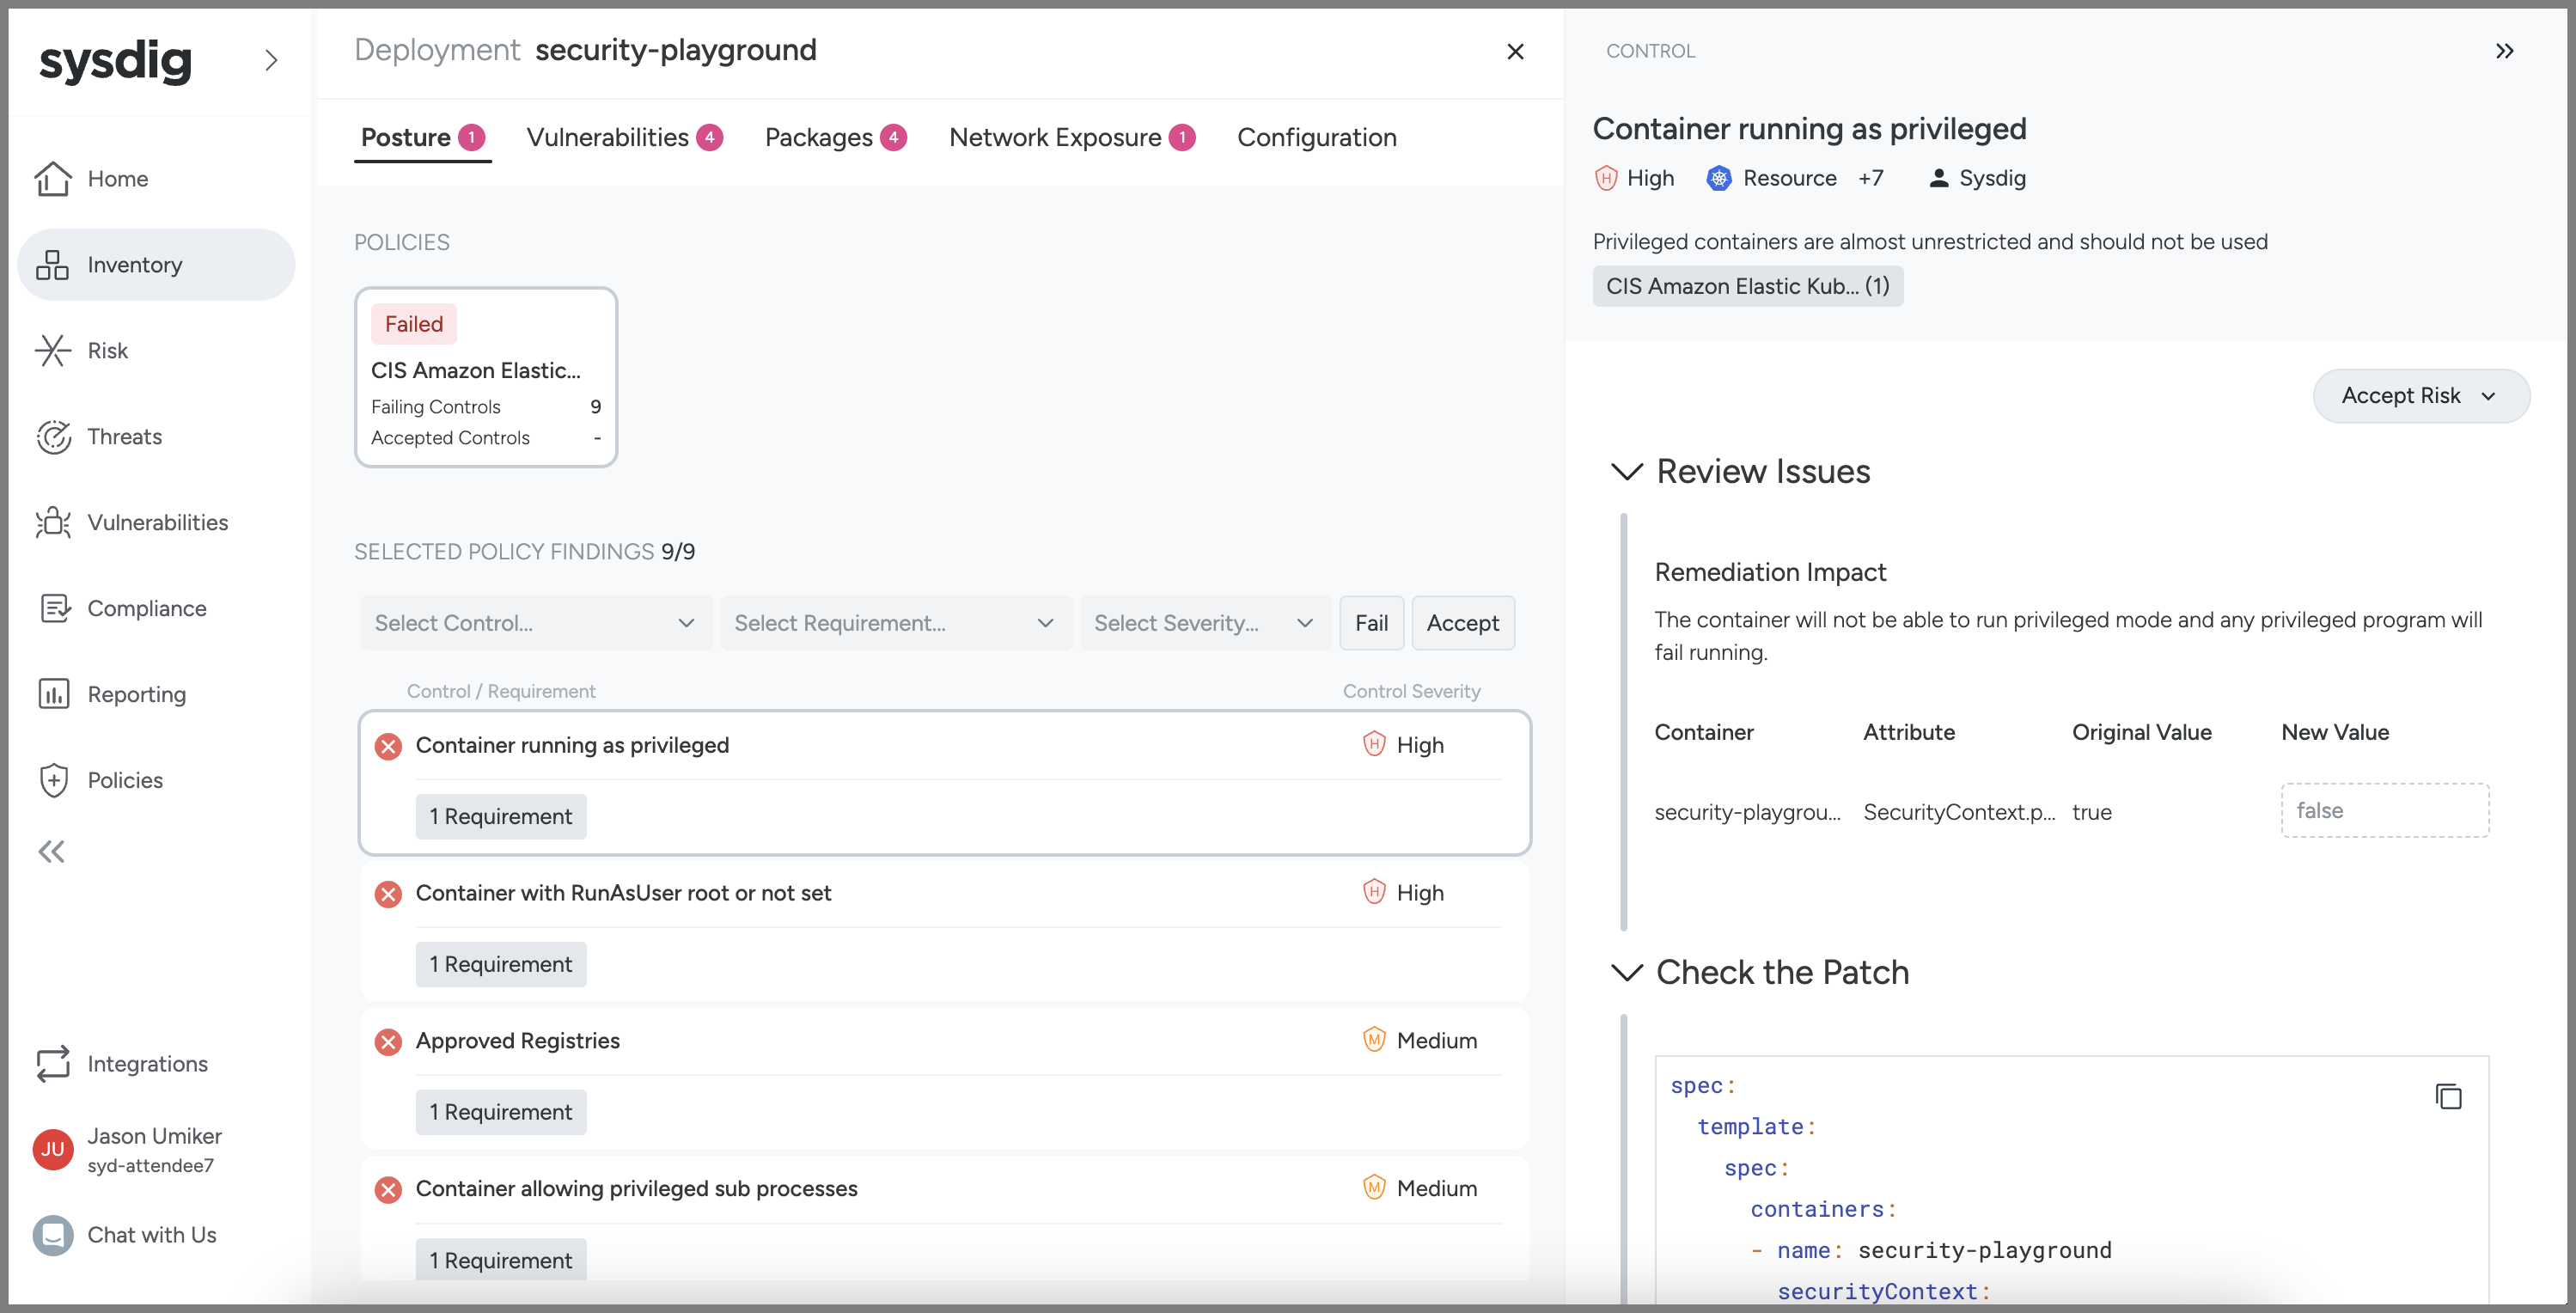 sysdig
Home
Inventory
Risk
Threats
Vulnerabilities
Compliance
Reporting
Policies
Integrations
JU
Jason Umiker
syd-attendee7
Chat with Us
Deployment security-playground
Posture 1 Vulnerabilities 4 Packages 4 Network Exposure 1 Configuration
POLICIES
Failed
CIS Amazon Elastic...
Failing Controls 9
Accepted Controls -
SELECTED POLICY FINDINGS 9/9
Select Control... Select Requirement... Select Severity... Fail Accept
Control / Requirement Control Severity
Container running as privileged H High
1 Requirement
Container with RunAsUser root or not set H High
1 Requirement
Approved Registries M Medium
1 Requirement
Container allowing privileged sub processes M Medium
1 Requirement
CONTROL
Container running as privileged
H High Resource +7 Sysdig
Privileged containers are almost unrestricted and should not be used
CIS Amazon Elastic Kub... (1)
Accept Risk
Review Issues
Remediation Impact
The container will not be able to run privileged mode and any privileged program will
fail running.
Container Attribute Original Value New Value
security-playgrou... SecurityContext.p... true false
Check the Patch
spec:
template:
spec:
containers:
- name: security-playground
securityContext: